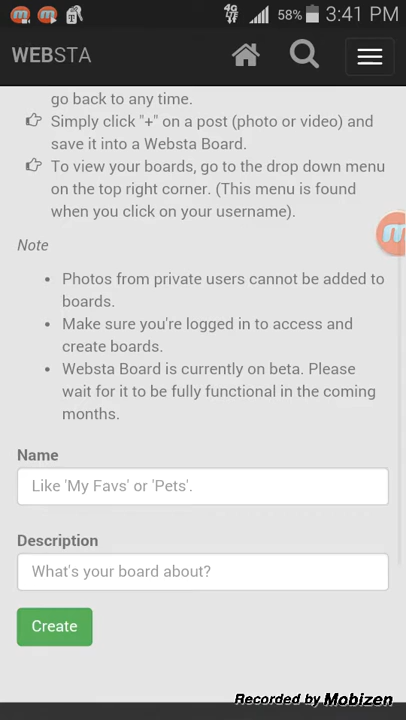 4G LTE 58% 3:41 PM
WEBSTA
go back to any time.
Simply click "+" on a post (photo or video) and
save it into a Websta Board.
To view your boards, go to the drop down menu
on the top right corner. (This menu is found
when you click on your username).
Note
• Photos from private users cannot be added to
boards.
• Make sure you're logged in to access and
create boards.
• Websta Board is currently on beta. Please
wait for it to be fully functional in the coming
months.
Name
Like 'My Favs' or 'Pets'.
Description
What's your board about?
Create
Recorded by Mobizen